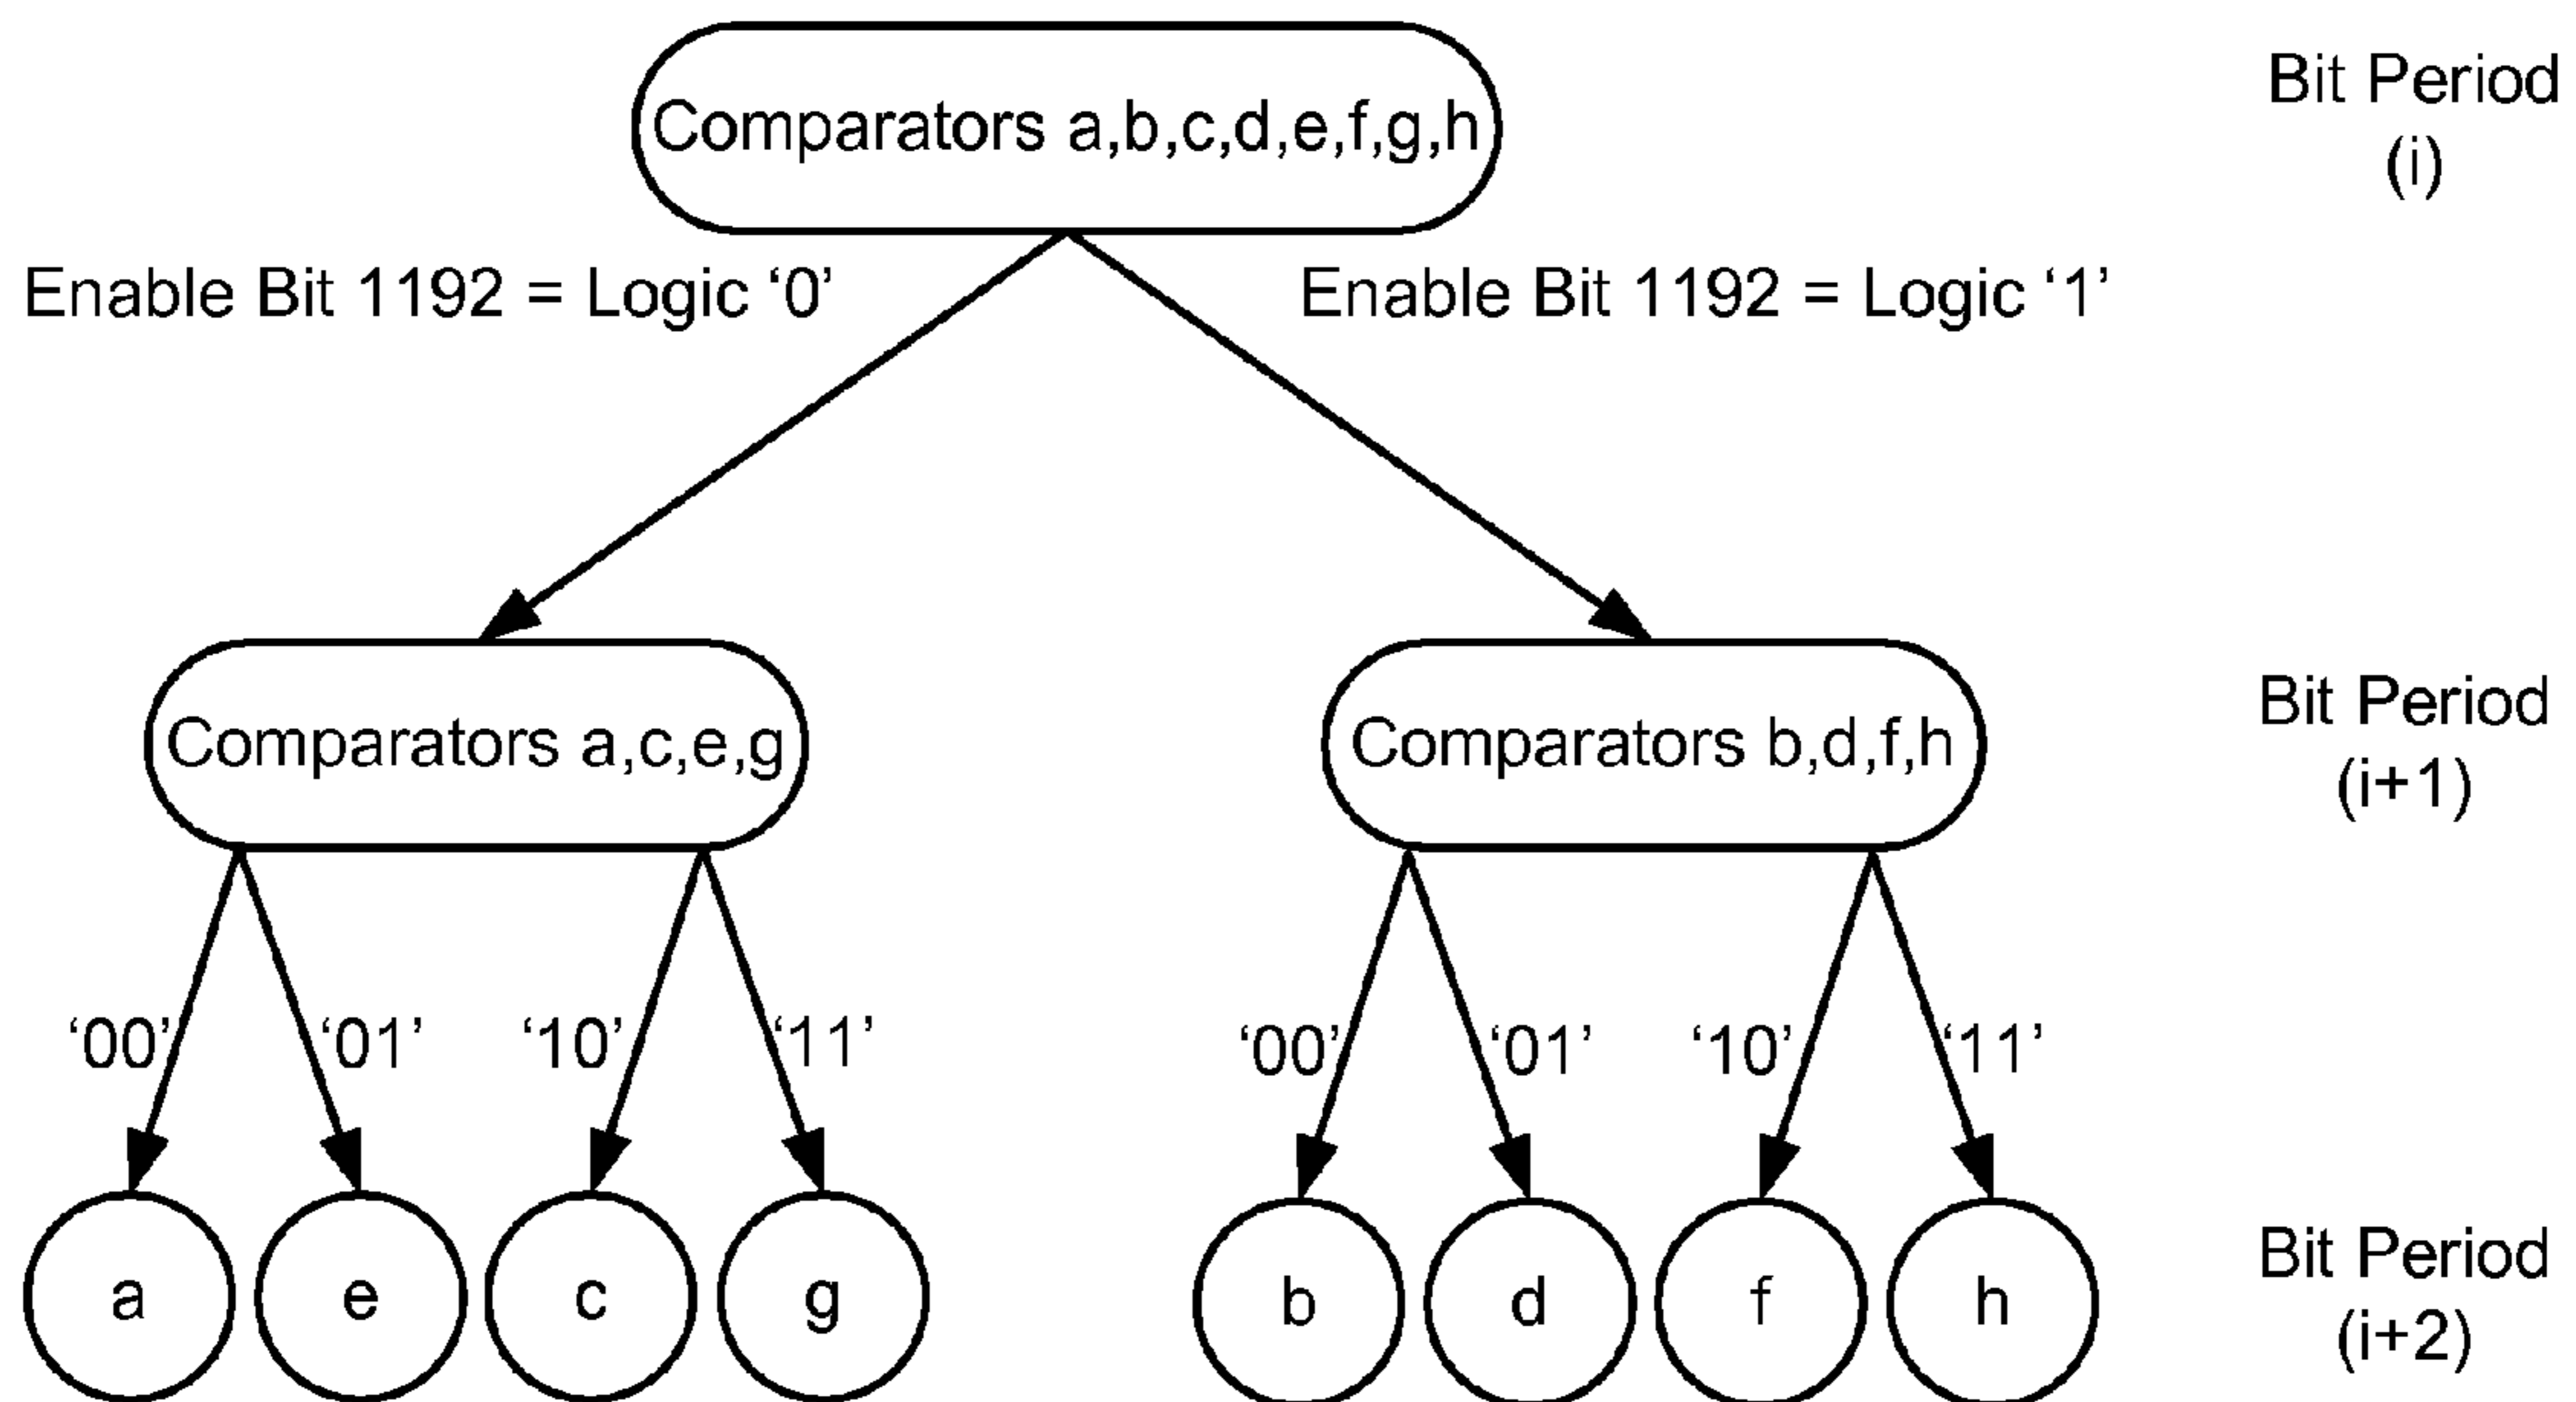 Comparators a,b,c,d,e,f,g,h
Bit Period
(i)
Enable Bit 1192 = Logic ‘0’
Enable Bit 1192 = Logic ‘1’
Comparators a,c,e,g
Comparators b,d,f,h
Bit Period
(i+1)
‘00’
‘01’
‘10’
‘11’
‘00’
‘01’
‘10’
‘11’
a
e
c
g
b
d
f
h
Bit Period
(i+2)